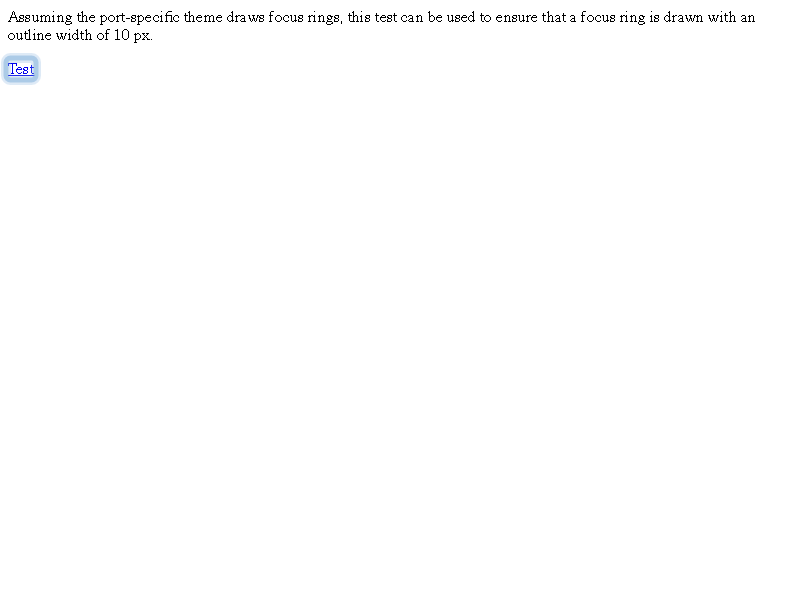 Assuming the port-specific theme draws focus rings, this test can be used to ensure that a focus ring is drawn with an
outline width of 10 px.
Test